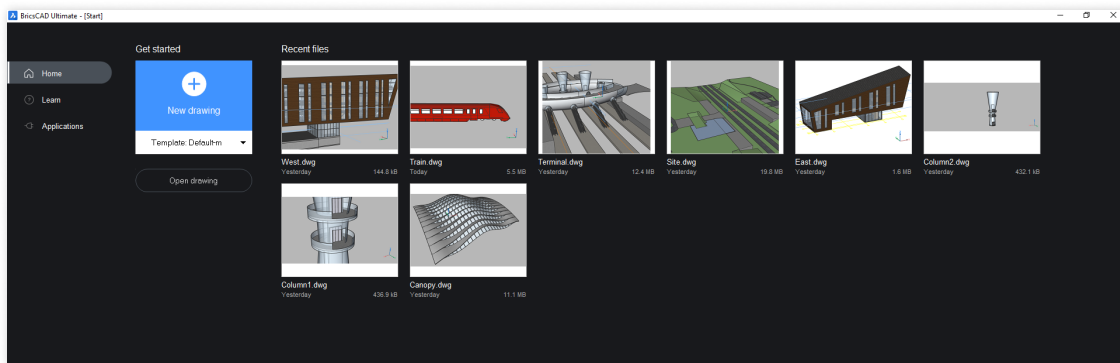 BricsCAD Ultimate - [Start]
Get started
Recent files
Home
Learn
Applications
New drawing
Template: Default-m
Open drawing
West.dwg
Yesterday 144.8 kB
Train.dwg
Today 5.5 MB
Terminal.dwg
Yesterday 12.4 MB
Site.dwg
Yesterday 19.8 MB
East.dwg
Yesterday 1.6 MB
Column2.dwg
Yesterday 432.1 kB
Column1.dwg
Yesterday 436.9 kB
Canopy.dwg
Yesterday 11.1 MB